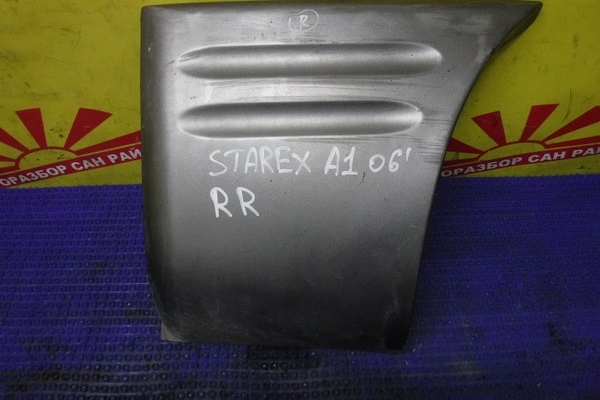 R
STAREX A1 06'
RR
ОРАЗБОР САН РАЙ
ОРАЗБОР САН РАЙ